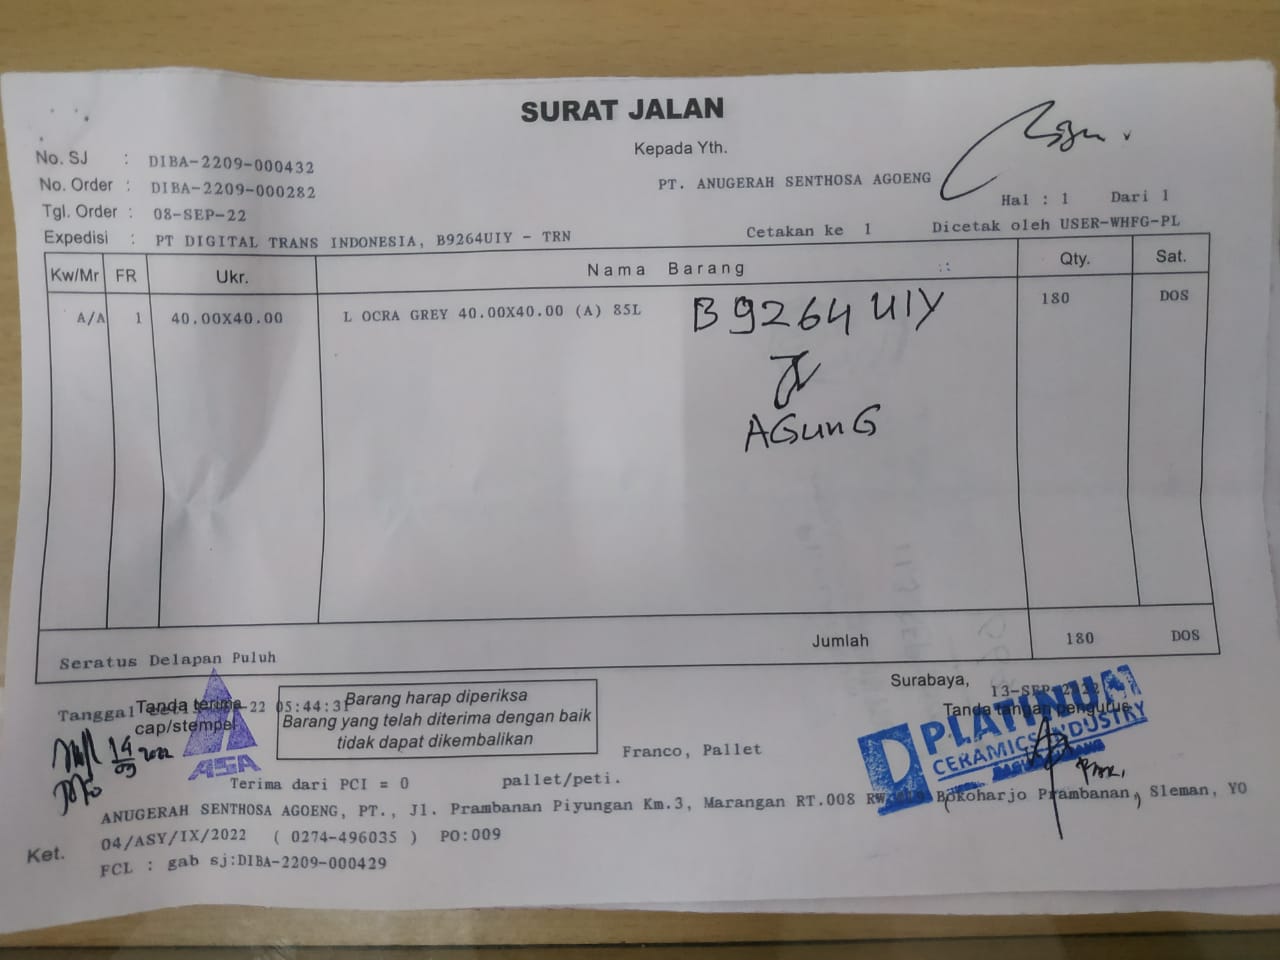 SURAT JALAN
Kepada Yth.
No. SJ : DIBA-2209-000432
No. Order : DIBA-2209-000282
PT. ANUGERAH SENTHOSA AGOENG
Hal : 1 Dari 1
Tgl. Order : 08-SEP-22
Expedisi : PT DIGITAL TRANS INDONESIA, B9264UIY - TRN
Cetakan ke 1
Dicetak oleh USER-WHFG-PL
Kw/Mr FR Ukr. Nama Barang Qty. Sat.
A/A 1 40.00X40.00 L OCRA GREY 40.00X40.00 (A) 85L 180 DOS
B 9264 UIY
AGUNG
Seratus Delapan Puluh Jumlah 180 DOS
Surabaya, 13-SEP-2022
Tanggal 22 05:44:31
Tanda terima
cap/stempel
Barang harap diperiksa
Barang yang telah diterima dengan baik
tidak dapat dikembalikan
Tanda tangan pengurus
PLATINUM
CERAMICS INDUSTRY
14
09 2022
ASA
Franco, Pallet
Terima dari PCI = 0 pallet/peti.
ANUGERAH SENTHOSA AGOENG, PT., Jl. Prambanan Piyungan Km.3, Marangan RT.008 RW Bokoharjo Prambanan, Sleman, YO
04/ASY/IX/2022 ( 0274-496035 ) PO:009
Ket.
FCL : gab sj:DIBA-2209-000429